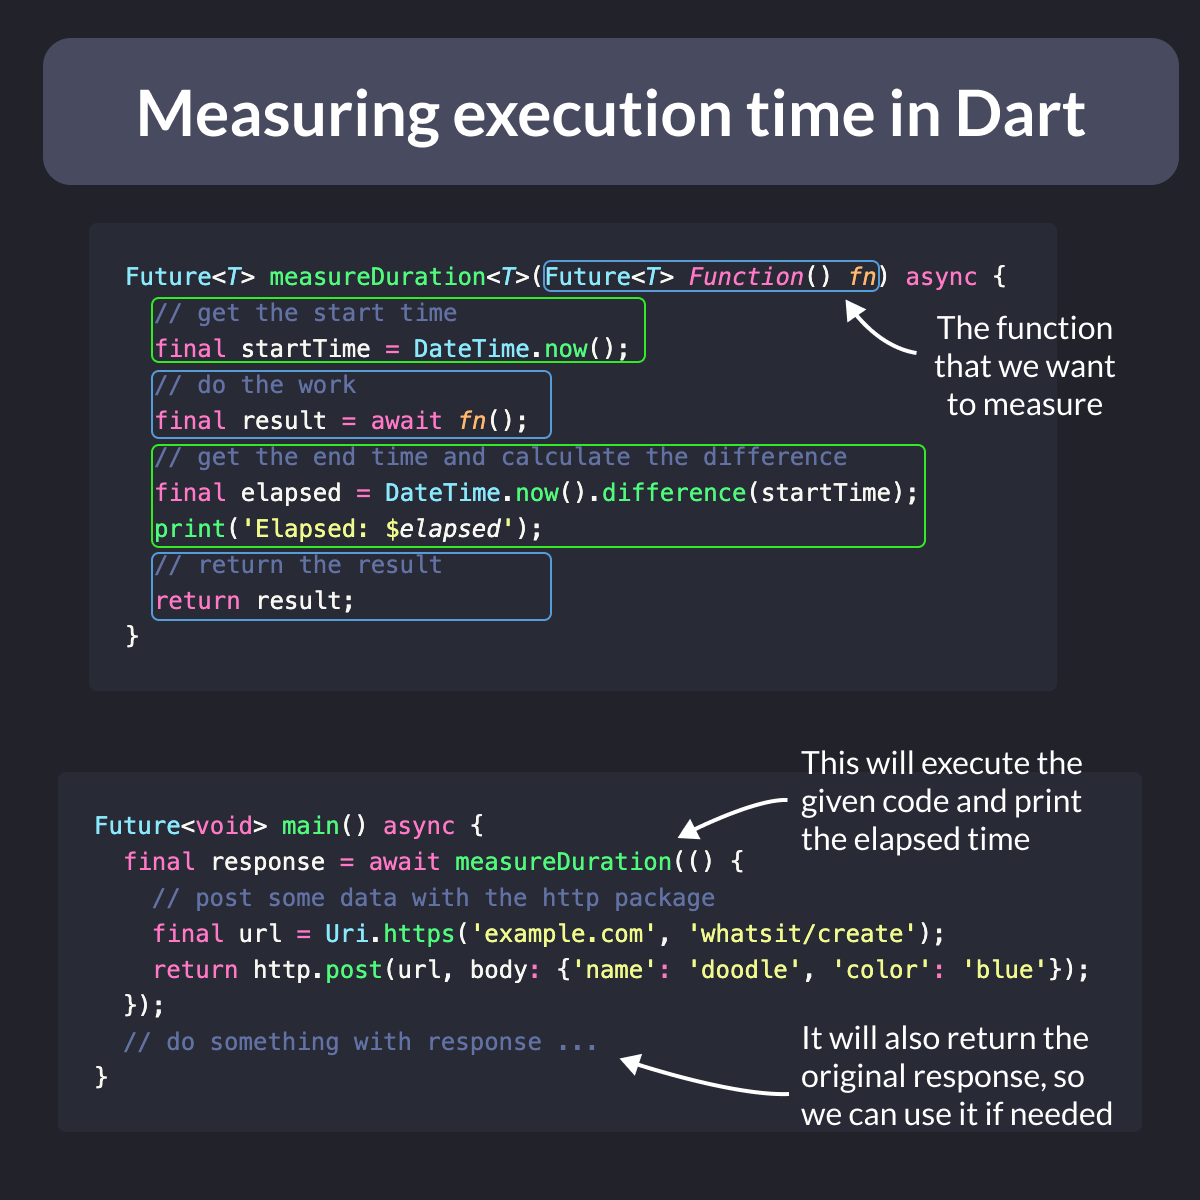 Measuring execution time in Dart
Future<T> measureDuration<T>(Future<T> Function() fn) async {
// get the start time
final startTime = DateTime.now();
// do the work
final result = await fn();
// get the end time and calculate the difference
final elapsed = DateTime.now().difference(startTime);
print('Elapsed: $elapsed');
// return the result
return result;
}
The function
that we want
to measure
This will execute the
given code and print
the elapsed time
Future<void> main() async {
final response = await measureDuration(() {
// post some data with the http package
final url = Uri.https('example.com', 'whatsit/create');
return http.post(url, body: {'name': 'doodle', 'color': 'blue'});
});
// do something with response ...
}
It will also return the
original response, so
we can use it if needed